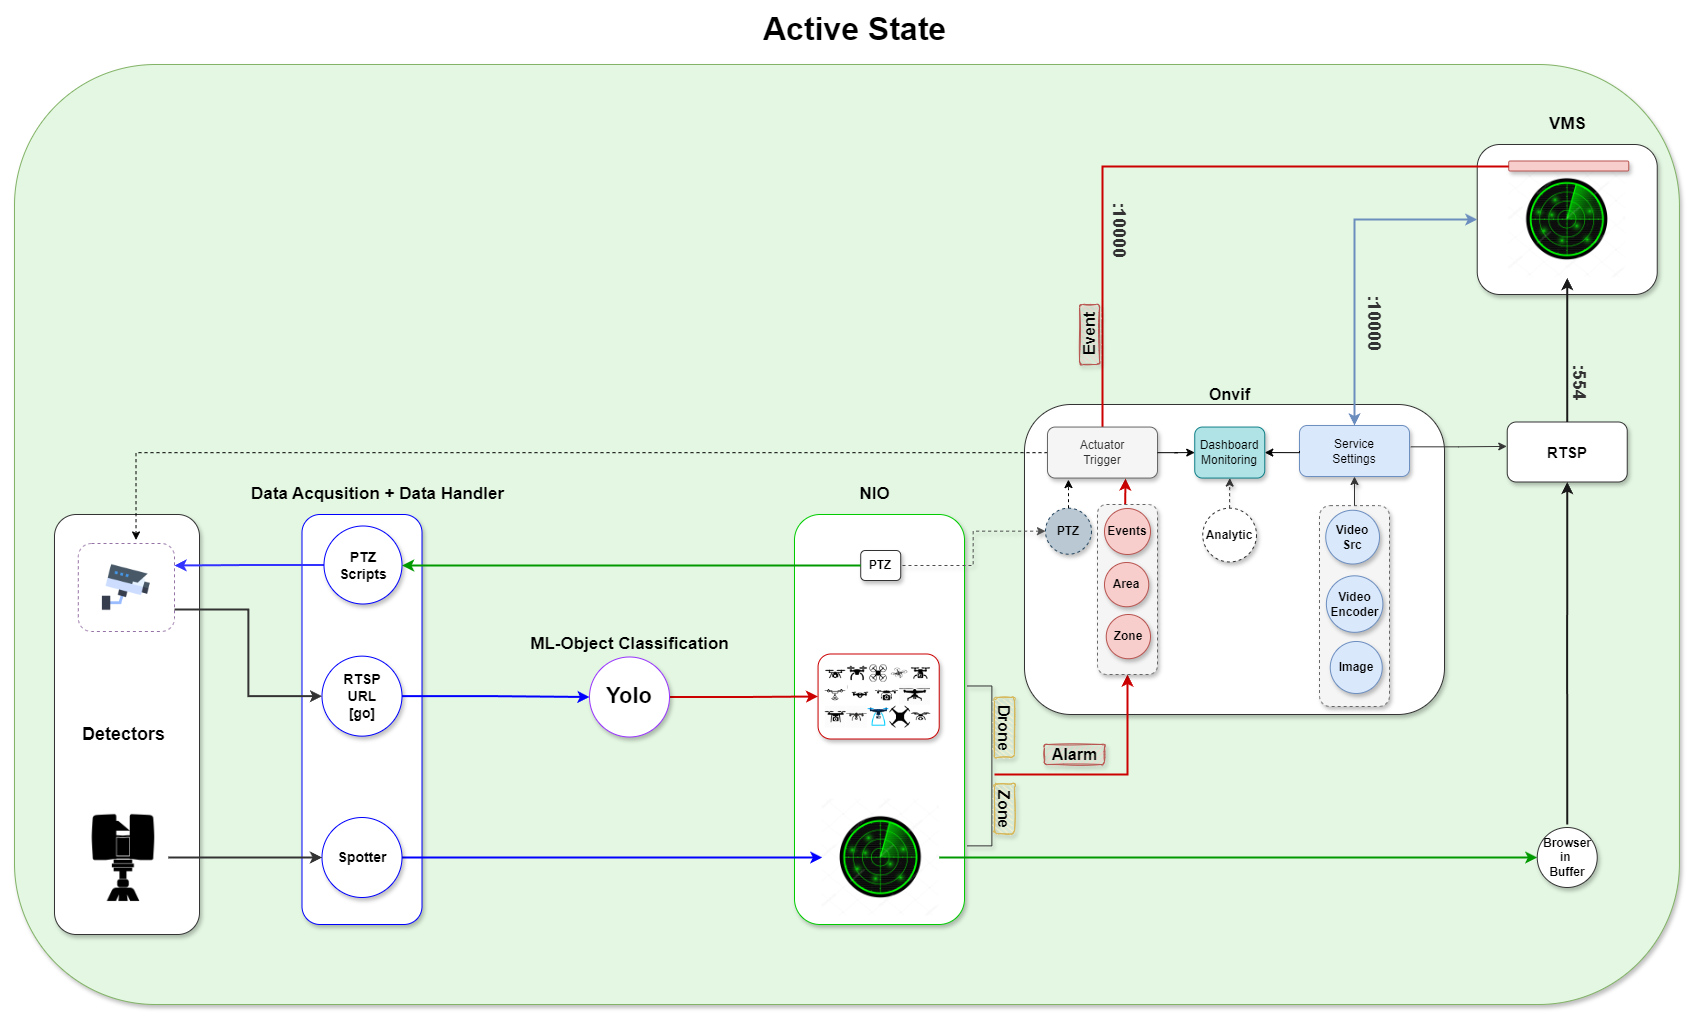 Active State
VMS
:10000
:10000
Event
:554
Onvif
Actuator
Trigger
Dashboard
Monitoring
Service
Settings
RTSP
Data Acqusition + Data Handler
NIO
PTZ
Scripts
PTZ
PTZ
Events
Analytic
Video
Src
Area
Video
Encoder
Zone
Image
ML-Object Classification
RTSP
URL
[go]
Yolo
Detectors
Drone
Alarm
Zone
Spotter
Browser
in
Buffer